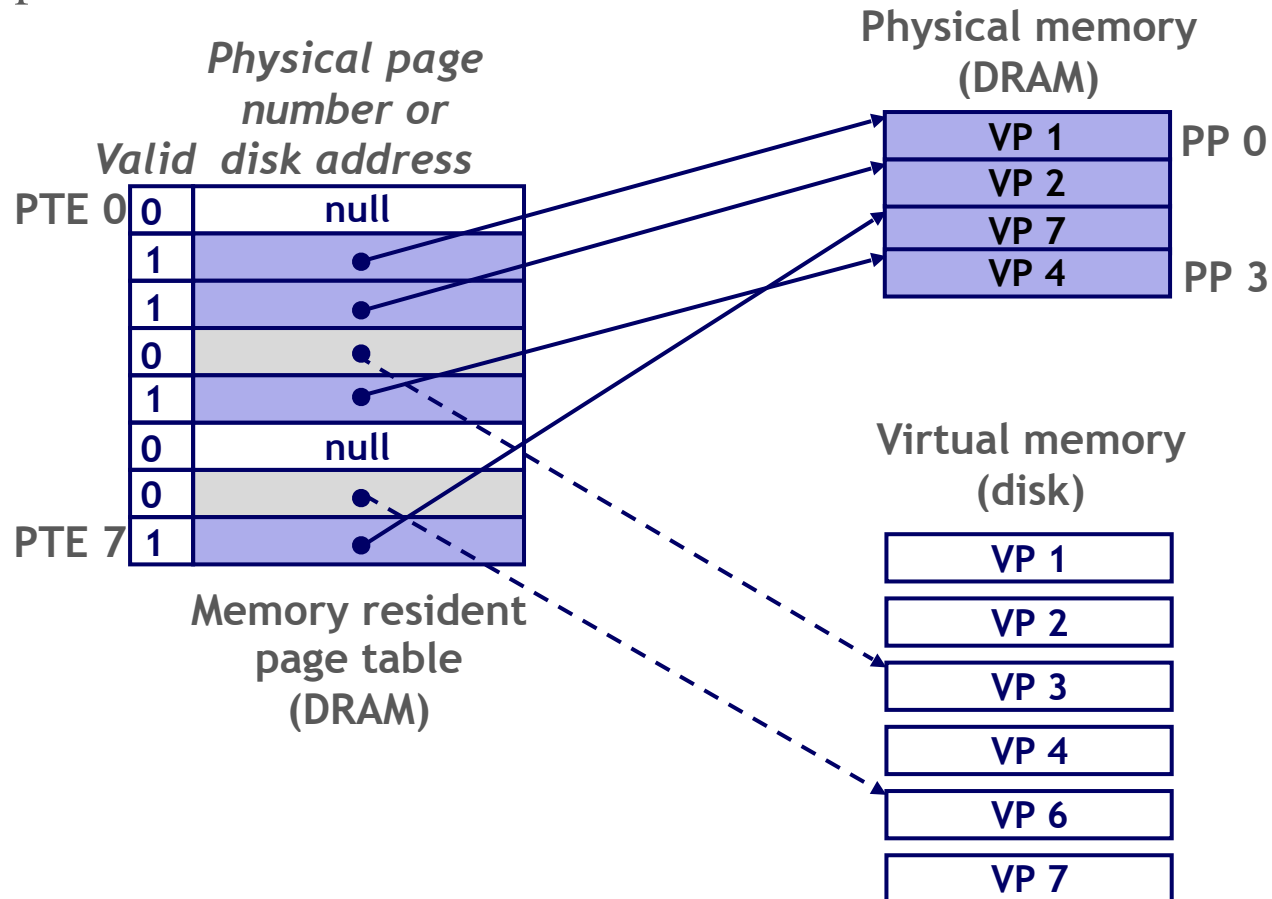 Physical page
number or
Valid disk address
PTE 0 0 null
1
1
0
1
0 null
0
PTE 7 1
Memory resident
page table
(DRAM)
Physical memory
(DRAM)
VP 1 PP 0
VP 2
VP 7
VP 4 PP 3
Virtual memory
(disk)
VP 1
VP 2
VP 3
VP 4
VP 6
VP 7